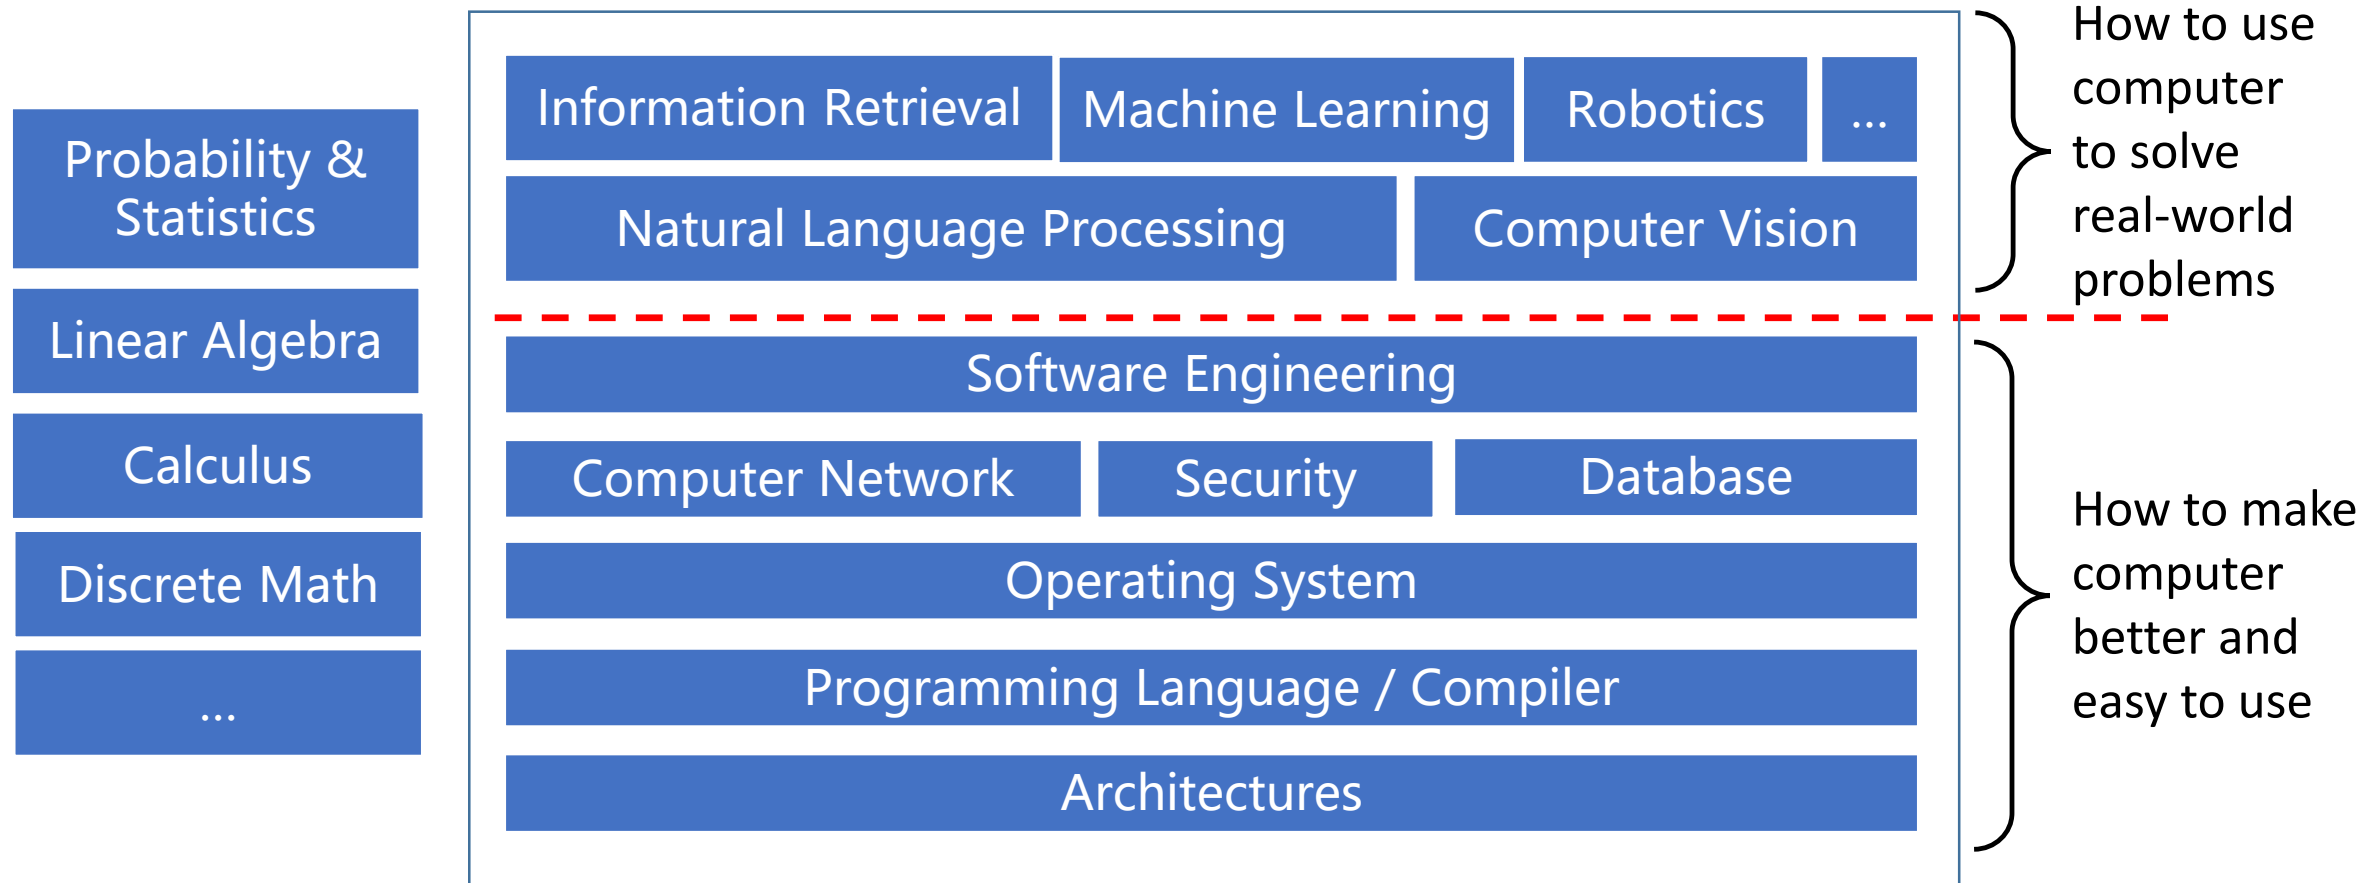 Probability &
Statistics
Linear Algebra
Calculus
Discrete Math
...
Information Retrieval
Machine Learning
Robotics
...
Natural Language Processing
Computer Vision
Software Engineering
Computer Network
Security
Database
Operating System
Programming Language / Compiler
Architectures
How to use
computer
to solve
real-world
problems
How to make
computer
better and
easy to use